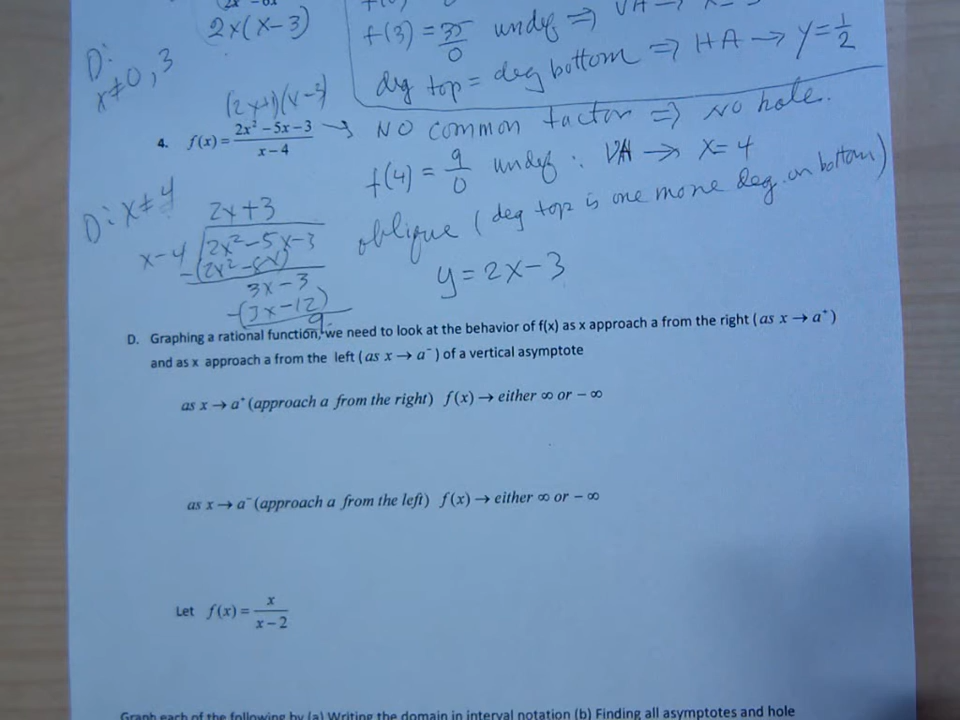 2x(x-3)
D:
x≠0, 3
f(3) = 35/0 undef ⇒ VA
deg top = deg bottom ⇒ HA → y = 1/2
(2x+1)(x-3)
4. f(x) = (2x² - 5x - 3)/(x - 4) → NO common factor ⇒ No hole.
f(4) = 9/0 undef ∴ VA → x = 4
D: x≠4
oblique (deg top is one more deg. on bottom)
y = 2x - 3
2x + 3
x-4 2x² - 5x - 3
-(2x² - 8x)
3x - 3
-(3x - 12)
9
D. Graphing a rational function, we need to look at the behavior of f(x) as x approach a from the right (as x → a⁺)
and as x approach a from the left (as x → a⁻) of a vertical asymptote
as x → a⁺ (approach a from the right) f(x) → either ∞ or - ∞
as x → a⁻ (approach a from the left) f(x) → either ∞ or - ∞
Let f(x) = x/(x - 2)
Graph each of the following by (a) Writing the domain in interval notation (b) Finding all asymptotes and hole